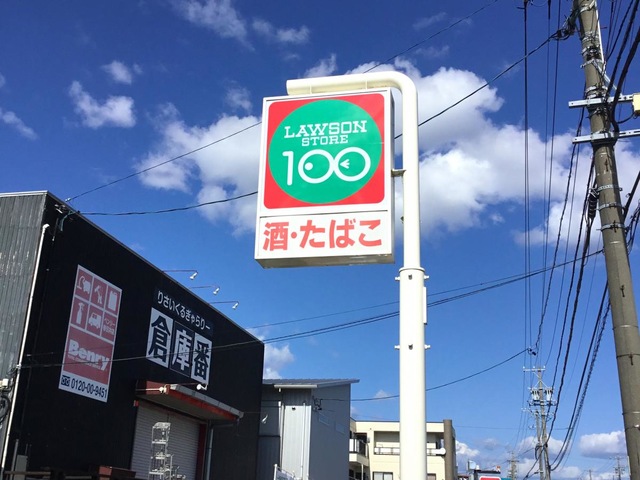 LAWSON
STORE
100
酒・たばこ
りさいくるぎゃらりー
倉庫番
Benry
0120-00-9451